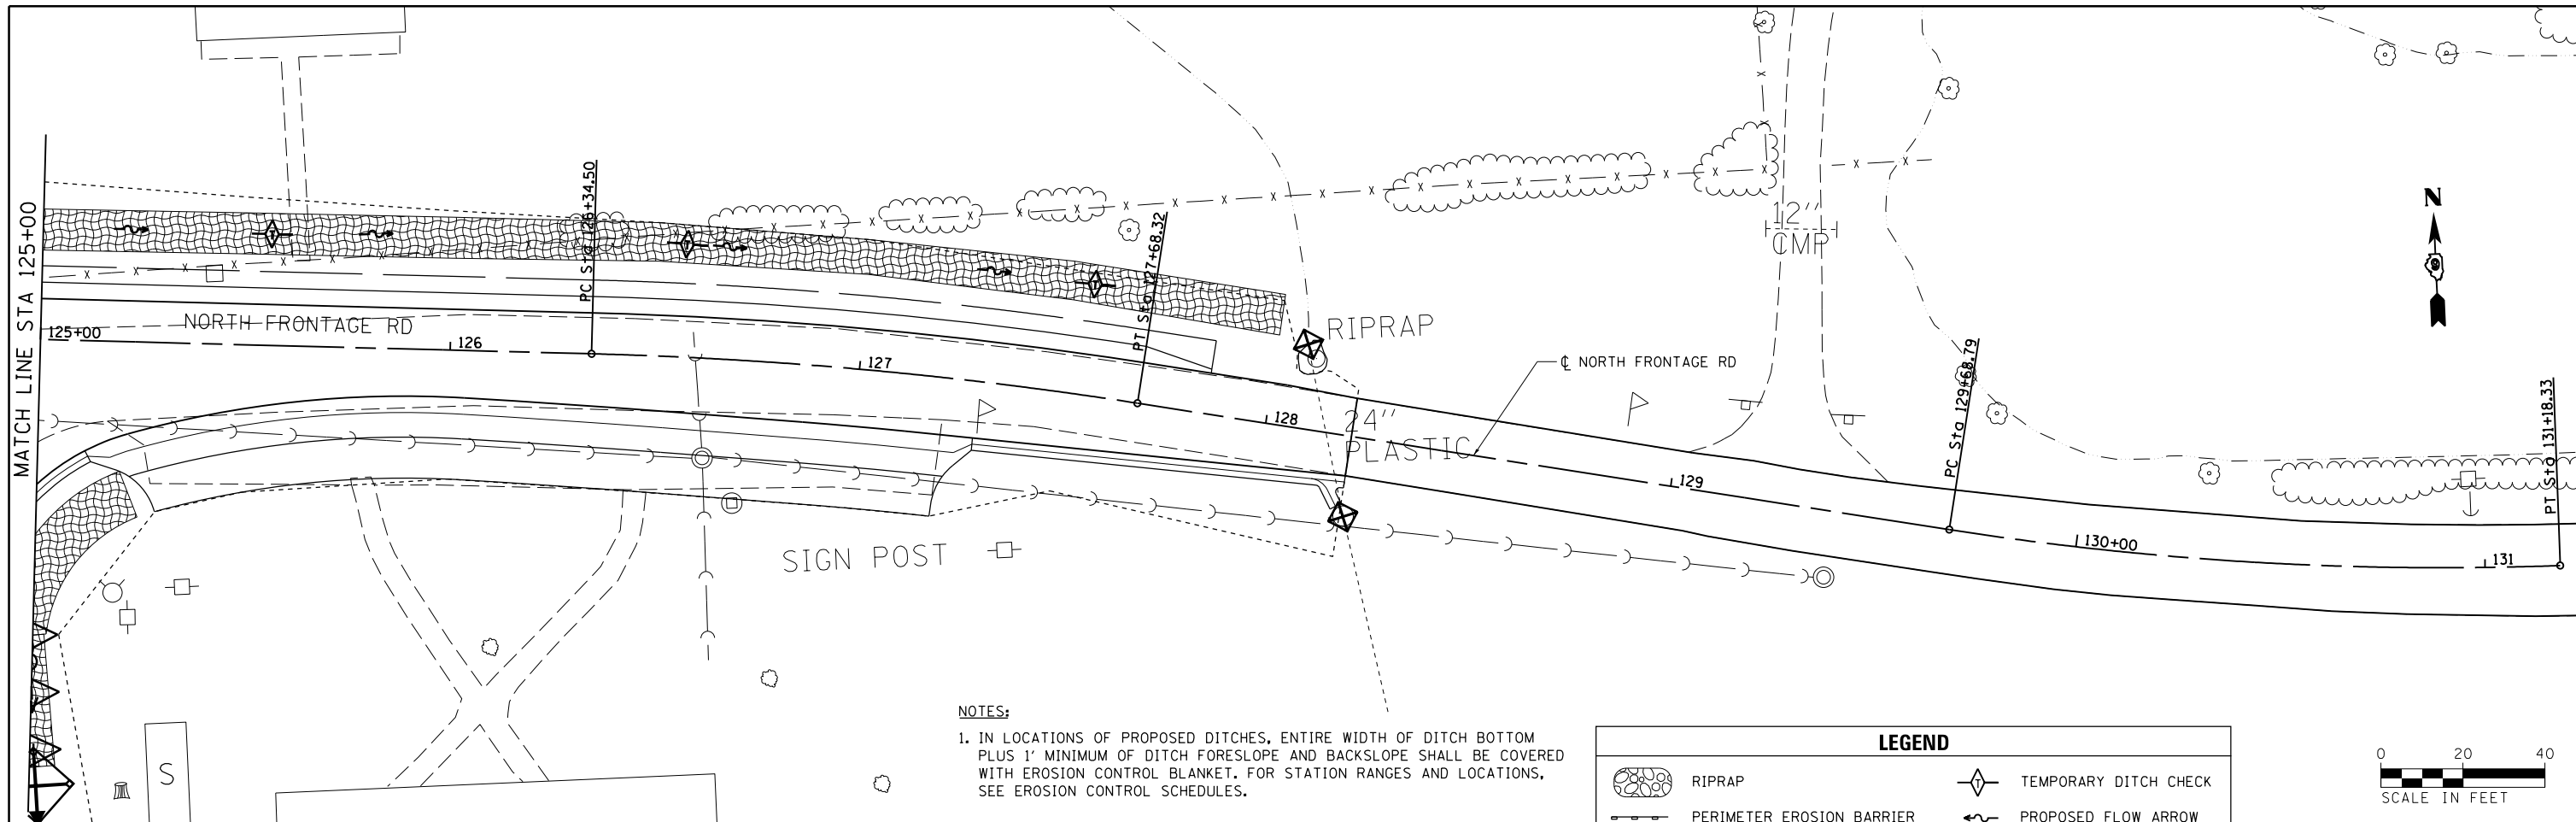 MATCH LINE STA 125+00
125+00
NORTH FRONTAGE RD
126
PC Sta 126+34.50
127
PT Sta 127+68.32
128
RIPRAP
24''
PLASTIC
℄ NORTH FRONTAGE RD
12''
CMP
129
PC Sta 129+68.79
130+00
131
PT Sta 131+18.33
N
SIGN POST
S
NOTES:
1. IN LOCATIONS OF PROPOSED DITCHES, ENTIRE WIDTH OF DITCH BOTTOM
PLUS 1' MINIMUM OF DITCH FORESLOPE AND BACKSLOPE SHALL BE COVERED
WITH EROSION CONTROL BLANKET. FOR STATION RANGES AND LOCATIONS,
SEE EROSION CONTROL SCHEDULES.
LEGEND
RIPRAP
T TEMPORARY DITCH CHECK
PERIMETER EROSION BARRIER
PROPOSED FLOW ARROW
0 20 40
SCALE IN FEET